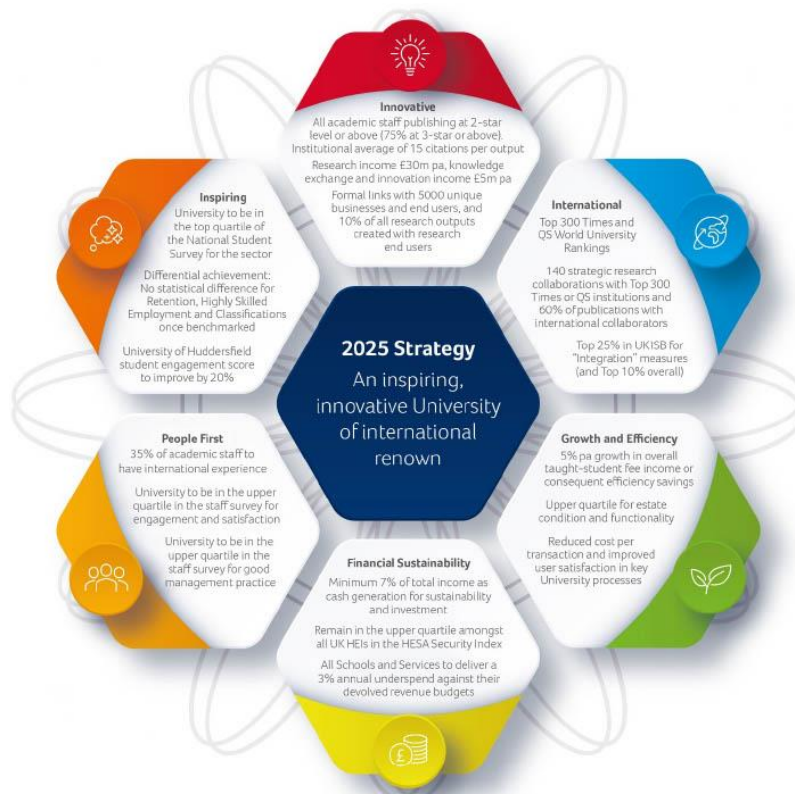 Innovative
All academic staff publishing at 2-star
level or above (75% at 3-star or above).
Institutional average of 15 citations per output
Research income £30m pa, knowledge
exchange and innovation income £5m pa
Formal links with 5000 unique
businesses and end users, and
10% of all research outputs
created with research
end users
Inspiring
University to be in
the top quartile of
the National Student
Survey for the sector
Differential achievement:
No statistical difference for
Retention, Highly Skilled
Employment and Classifications
once benchmarked
University of Huddersfield
student engagement score
to improve by 20%
International
Top 300 Times and
QS World University
Rankings
140 strategic research
collaborations with Top 300
Times or QS institutions and
60% of publications with
international collaborators
Top 25% in UKISB for
"Integration" measures
(and Top 10% overall)
2025 Strategy
An inspiring,
innovative University
of international
renown
People First
35% of academic staff to
have international experience
University to be in the upper
quartile in the staff survey for
engagement and satisfaction
University to be in the
upper quartile in the
staff survey for good
management practice
Growth and Efficiency
5% pa growth in overall
taught-student fee income or
consequent efficiency savings
Upper quartile for estate
condition and functionality
Reduced cost per
transaction and improved
user satisfaction in key
University processes
Financial Sustainability
Minimum 7% of total income as
cash generation for sustainability
and investment
Remain in the upper quartile amongst
all UK HEIs in the HESA Security Index
All Schools and Services to deliver a
3% annual underspend against their
devolved revenue budgets
£